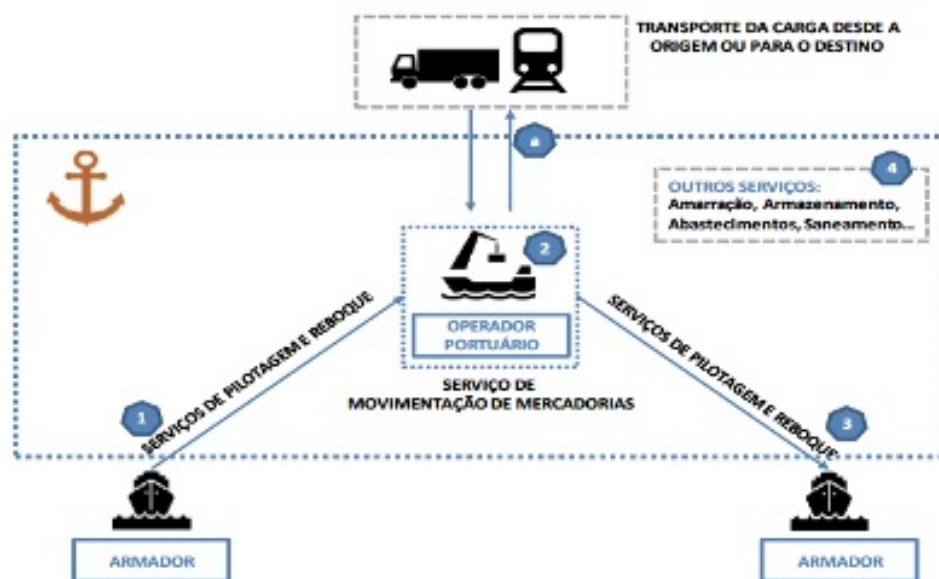 TRANSPORTE DA CARGA DESDE A
ORIGEM OU PARA O DESTINO
a
4
OUTROS SERVIÇOS:
Amarração, Armazenamento,
Abastecimentos, Saneamento...
2
OPERADOR
PORTUÁRIO
SERVIÇO DE
MOVIMENTAÇÃO DE MERCADORIAS
1
SERVIÇOS DE PILOTAGEM E REBOQUE
SERVIÇOS DE PILOTAGEM E REBOQUE
3
ARMADOR
ARMADOR